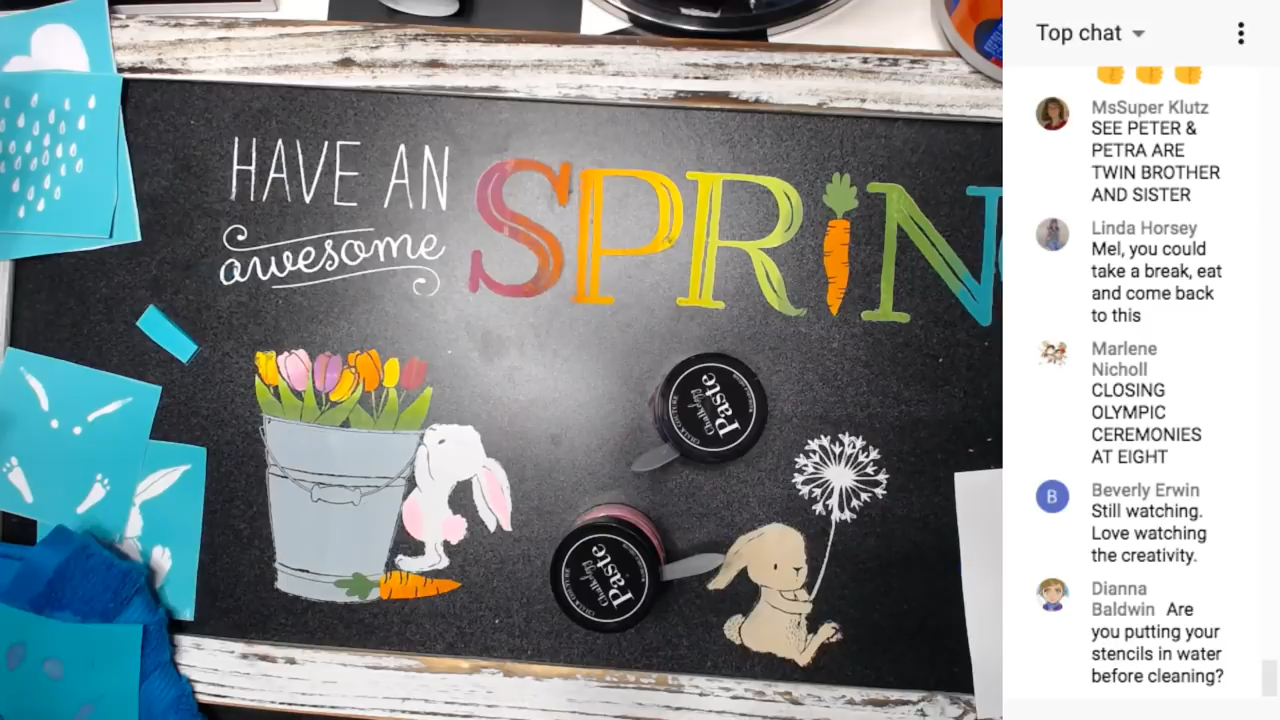 HAVE AN
awesome
SPRiN
Chalkology
Paste
Chalkology
Paste
Top chat
MsSuper Klutz
SEE PETER &
PETRA ARE
TWIN BROTHER
AND SISTER
Linda Horsey
Mel, you could
take a break, eat
and come back
to this
Marlene
Nicholl
CLOSING
OLYMPIC
CEREMONIES
AT EIGHT
B
Beverly Erwin
Still watching.
Love watching
the creativity.
Dianna
Baldwin Are
you putting your
stencils in water
before cleaning?